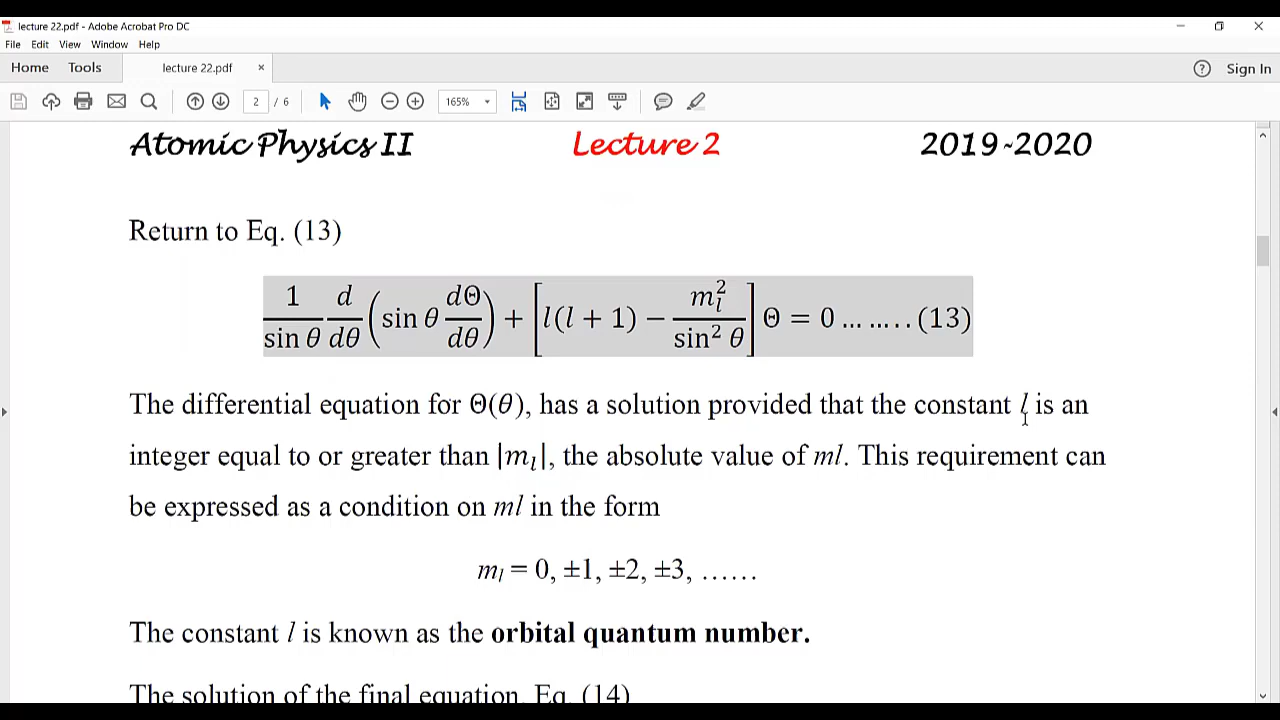 lecture 22.pdf - Adobe Acrobat Pro DC
File Edit View Window Help
Home Tools lecture 22.pdf × Sign In
2 / 6 165%
Atomic Physics II Lecture 2 2019-2020
Return to Eq. (13)
1/sin θ d/dθ (sin θ dΘ/dθ) + [l(l + 1) − m_l^2/sin² θ] Θ = 0 … … . . (13)
The differential equation for Θ(θ), has a solution provided that the constant l is an
integer equal to or greater than |m_l|, the absolute value of ml. This requirement can
be expressed as a condition on ml in the form
m_l = 0, ±1, ±2, ±3, ……
The constant l is known as the orbital quantum number.
The solution of the final equation, Eq. (14)